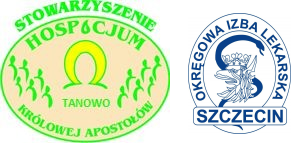 STOWARZYSZENIE
HOSPICJUM
TANOWO
KRÓLOWEJ APOSTOŁÓW
OKRĘGOWA IZBA LEKARSKA
SZCZECIN